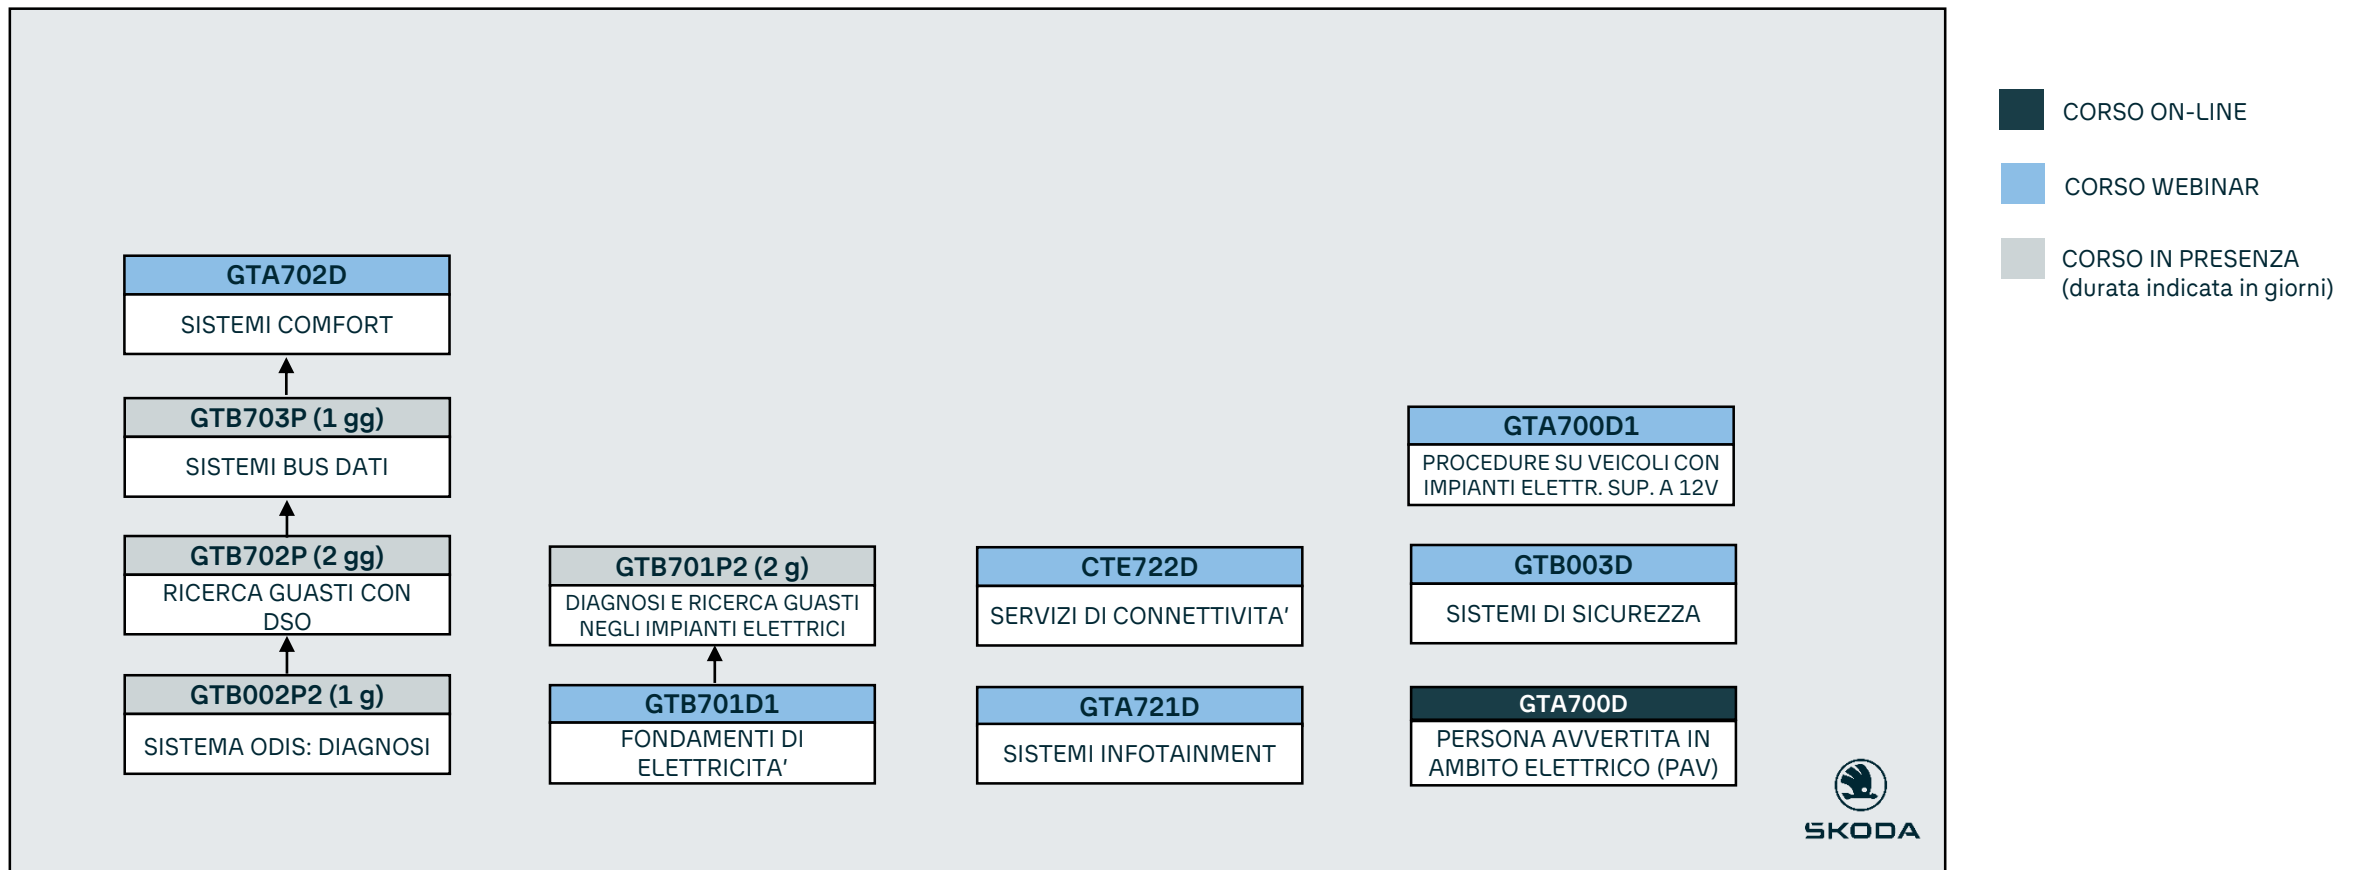 GTA702D
SISTEMI COMFORT
GTB703P (1 gg)
SISTEMI BUS DATI
GTB702P (2 gg)
RICERCA GUASTI CON
DSO
GTB002P2 (1 g)
SISTEMA ODIS: DIAGNOSI
GTB701P2 (2 g)
DIAGNOSI E RICERCA GUASTI
NEGLI IMPIANTI ELETTRICI
GTB701D1
FONDAMENTI DI
ELETTRICITA’
CTE722D
SERVIZI DI CONNETTIVITA’
GTA721D
SISTEMI INFOTAINMENT
GTA700D1
PROCEDURE SU VEICOLI CON
IMPIANTI ELETTR. SUP. A 12V
GTB003D
SISTEMI DI SICUREZZA
GTA700D
PERSONA AVVERTITA IN
AMBITO ELETTRICO (PAV)
ŠKODA
CORSO ON-LINE
CORSO WEBINAR
CORSO IN PRESENZA
(durata indicata in giorni)